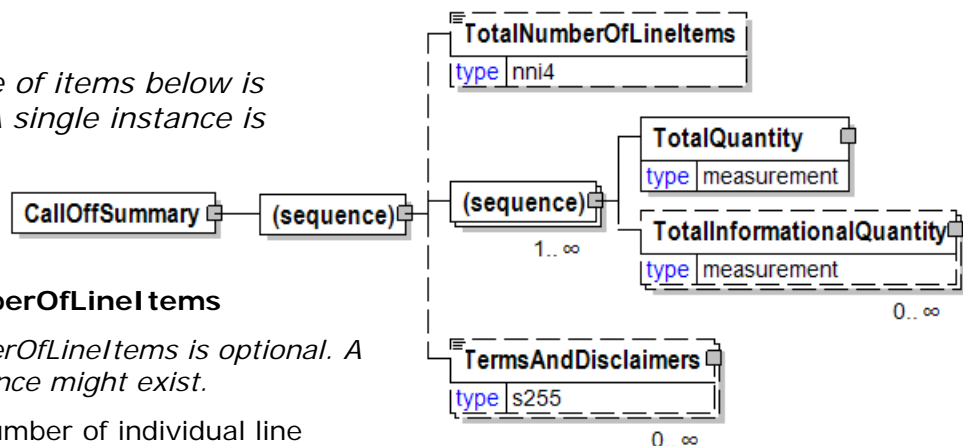 TotalNumberOfLineItems
type nni4
e of items below is
A single instance is
TotalQuantity
type measurement
CallOffSummary
(sequence)
(sequence)
1.. ∞
TotalInformationalQuantity
type measurement
0.. ∞
berOfLineItems
erOfLineItems is optional. A
nce might exist.
umber of individual line
TermsAndDisclaimers
type s255
0.. ∞